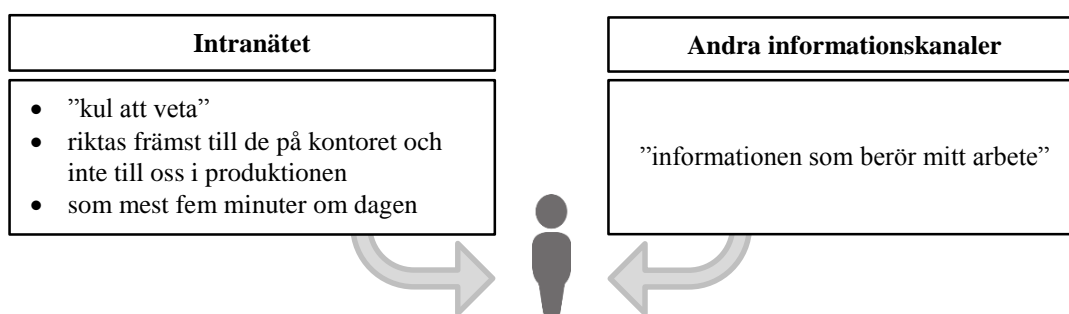 Intranätet
• ”kul att veta”
• riktas främst till de på kontoret och
inte till oss i produktionen
• som mest fem minuter om dagen
Andra informationskanaler
”informationen som berör mitt arbete”